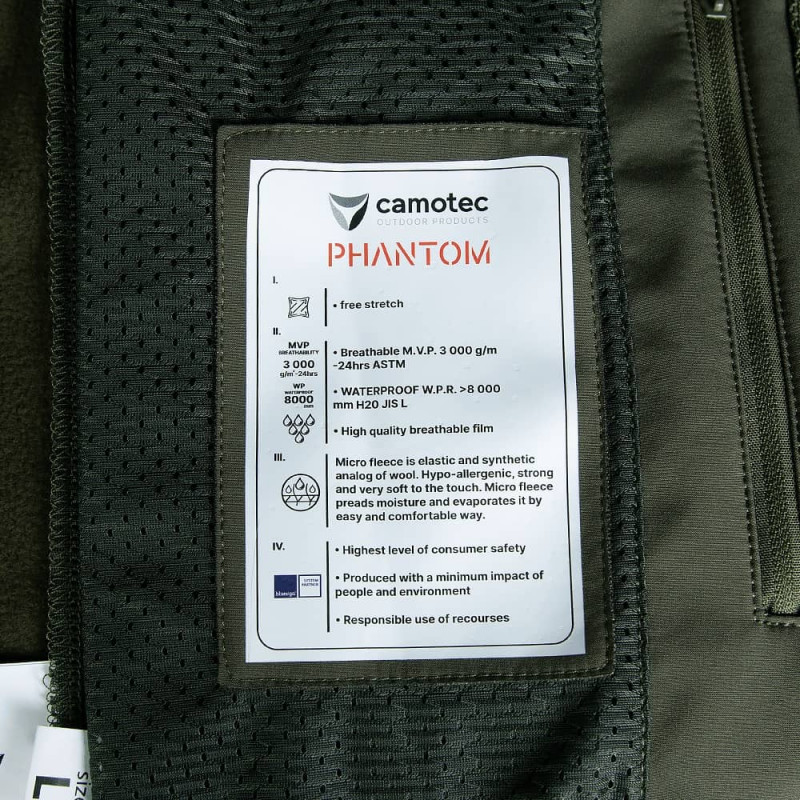 camotec
OUTDOOR PRODUCTS
PHANTOM
I.
• free stretch
II.
MVP
BREATHABILITY
3 000
g/m²-24hrs
• Breathable M.V.P. 3 000 g/m
-24hrs ASTM
WP
waterproof
8000
mm
• WATERPROOF W.P.R. >8 000
mm H20 JIS L
• High quality breathable film
III.
Micro fleece is elastic and synthetic
analog of wool. Hypo-allergenic, strong
and very soft to the touch. Micro fleece
preads moisture and evaporates it by
easy and comfortable way.
IV.
• Highest level of consumer safety
bluesign
SYSTEM
PARTNER
• Produced with a minimum impact of
people and environment
• Responsible use of recourses
Size
L